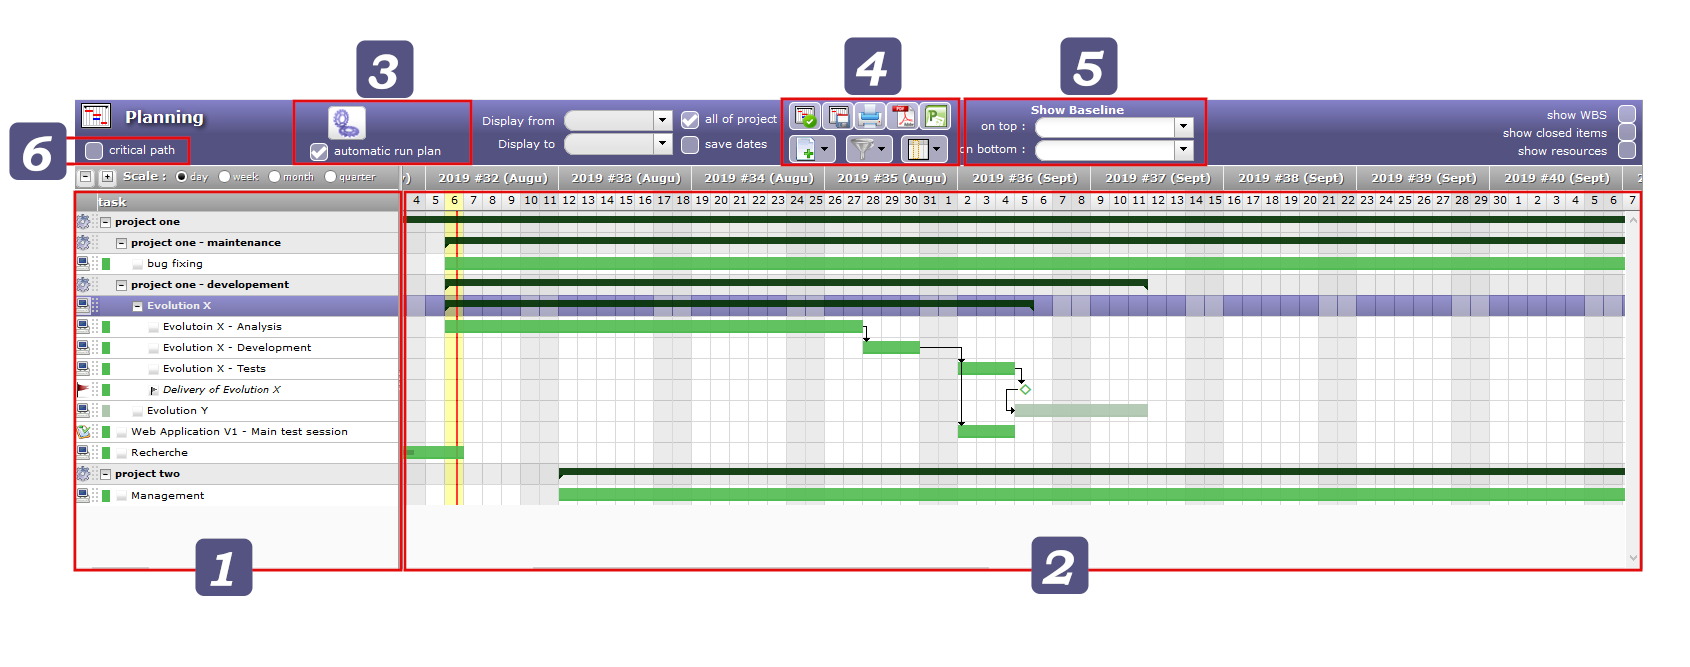 3
4
5
6
Planning
critical path
automatic run plan
Display from
Display to
all of project
save dates
Show Baseline
on top :
on bottom :
show WBS
show closed items
show resources
Scale : day week month quarter
2019 #32 (Augu) 2019 #33 (Augu) 2019 #34 (Augu) 2019 #35 (Augu) 2019 #36 (Sept) 2019 #37 (Sept) 2019 #38 (Sept) 2019 #39 (Sept) 2019 #40 (Sept)
task
4 5 6 7 8 9 10 11 12 13 14 15 16 17 18 19 20 21 22 23 24 25 26 27 28 29 30 31 1 2 3 4 5 6 7 8 9 10 11 12 13 14 15 16 17 18 19 20 21 22 23 24 25 26 27 28 29 30 1 2 3 4 5 6 7
project one
project one - maintenance
bug fixing
project one - developement
Evolution X
Evolutoin X - Analysis
Evolution X - Development
Evolution X - Tests
Delivery of Evolution X
Evolution Y
Web Application V1 - Main test session
Recherche
project two
Management
1
2